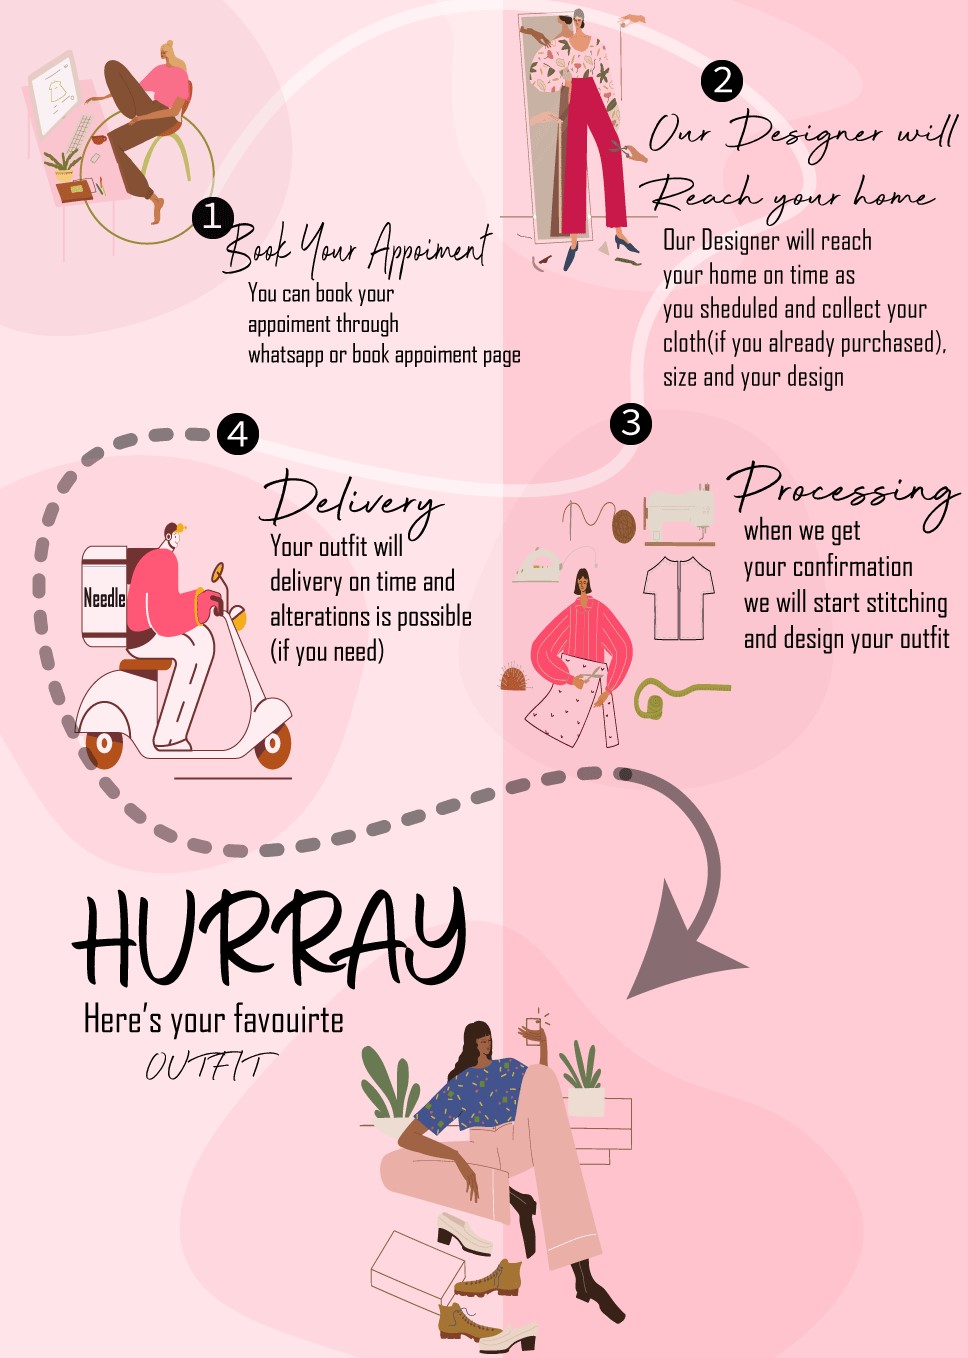 1
Book Your Appoiment
You can book your
appoiment through
whatsapp or book appoiment page
2
Our Designer will
Reach your home
Our Designer will reach
your home on time as
you sheduled and collect your
cloth(if you already purchased),
size and your design
3
Processing
when we get
your confirmation
we will start stitching
and design your outfit
4
Delivery
Your outfit will
delivery on time and
alterations is possible
(if you need)
Needle
HURRAY
Here's your favouirte
OUTFIT